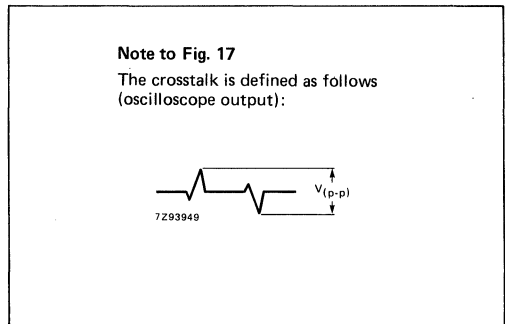 Note to Fig. 17
The crosstalk is defined as follows
(oscilloscope output):
V(p-p)
7Z93949